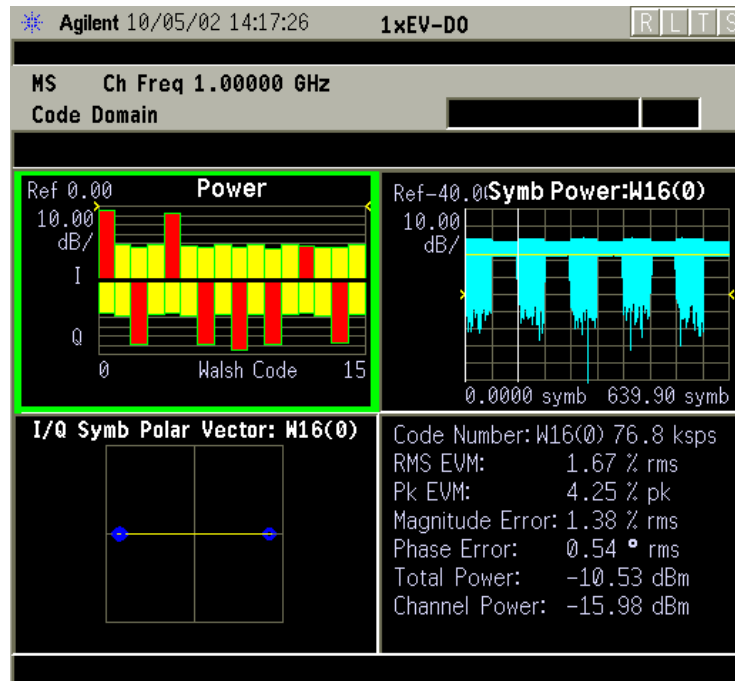 Agilent 10/05/02 14:17:26 1xEV-DO R L T S
MS Ch Freq 1.00000 GHz
Code Domain
Ref 0.00 Power
10.00
dB/
I
Q
0 Walsh Code 15
Ref-40.0 Symb Power:W16(0)
10.00
dB/
0.0000 symb 639.90 symb
I/Q Symb Polar Vector: W16(0)
Code Number: W16(0) 76.8 ksps
RMS EVM: 1.67 % rms
Pk EVM: 4.25 % pk
Magnitude Error: 1.38 % rms
Phase Error: 0.54 ° rms
Total Power: -10.53 dBm
Channel Power: -15.98 dBm